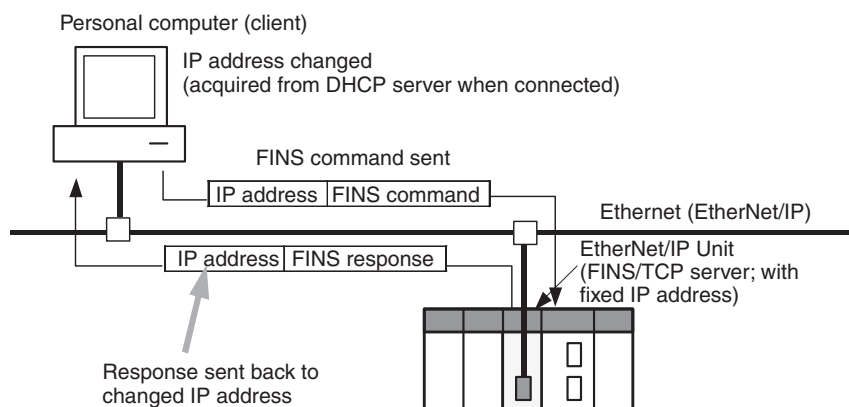 Personal computer (client)
IP address changed
(acquired from DHCP server when connected)
FINS command sent
IP address FINS command
Ethernet (EtherNet/IP)
IP address FINS response
EtherNet/IP Unit
(FINS/TCP server; with
fixed IP address)
Response sent back to
changed IP address